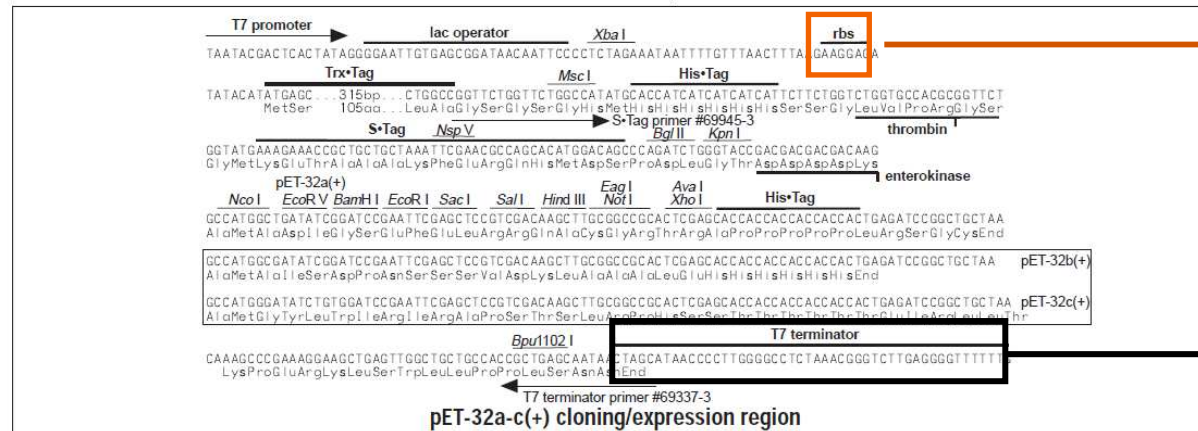 T7 promoter
lac operator
Xba I
rbs
TAATACGACTCACTATAGGGGAATTGTGAGCGGATAACAATTCCCCTCTAGAAATAATTTTGTTTAACTTTAAGAAGGAGA
Trx•Tag
Msc I
His•Tag
TATACATATGAGC...315bp...CTGGCCGGTTCTGGTTCTGGCCATATGCACCATCATCATCATCATTCTTCTGGTCTGGTGCCACGCGGTTCT
MetSer 105aa...LeuAlaGlySerGlySerGlyHisMetHisHisHisHisHisHisSerSerGlyLeuValProArgGlySer
S•Tag primer #69945-3
thrombin
S•Tag
Nsp V
Bgl II
Kpn I
GGTATGAAAGAAACCGCTGCTGCTAAATTCGAACGCCAGCACATGGACAGCCCAGATCTGGGTACCGACGACGACGACAAG
GlyMetLysGluThrAlaAlaAlaLysPheGluArgGlnHisMetAspSerProAspLeuGlyThrAspAspAspAspLys
enterokinase
pET-32a(+)
Nco I EcoR V BamH I EcoR I Sac I Sal I Hind III Eag I Not I Ava I Xho I His•Tag
GCCATGGCTGATATCGGATCCGAATTCGAGCTCCGTCGACAAGCTTGCGGCCGCACTCGAGCACCACCACCACCACCACTGAGATCCGGCTGCTAA
AlaMetAlaAspIleGlySerGluPheGluLeuArgArgGlnAlaCysGlyArgThrArgAlaProProProProProLeuArgSerGlyCysEnd
GCCATGGCGATATCGGATCCGAATTCGAGCTCCGTCGACAAGCTTGCGGCCGCACTCGAGCACCACCACCACCACCACTGAGATCCGGCTGCTAA pET-32b(+)
AlaMetAlaIleSerAspProAsnSerSerSerValAspLysLeuAlaAlaAlaLeuGluHisHisHisHisHisHisEnd
GCCATGGGATATCTGTGGATCCGAATTCGAGCTCCGTCGACAAGCTTGCGGCCGCACTCGAGCACCACCACCACCACCACTGAGATCCGGCTGCTAA pET-32c(+)
AlaMetGlyTyrLeuTrpIleArgIleArgAlaProSerThrSerLeuArgProHisSerSerThrThrThrThrThrThrGluIleArgLeuLeuThr
Bpu1102 I
T7 terminator
CAAAGCCCGAAAGGAAGCTGAGTTGGCTGCTGCCACCGCTGAGCAATAACTAGCATAACCCCTTGGGGCCTCTAAACGGGTCTTGAGGGGTTTTTTG
LysProGluArgLysLeuSerTrpLeuLeuProProLeuSerAsnAsnEnd
T7 terminator primer #69337-3
pET-32a-c(+) cloning/expression region